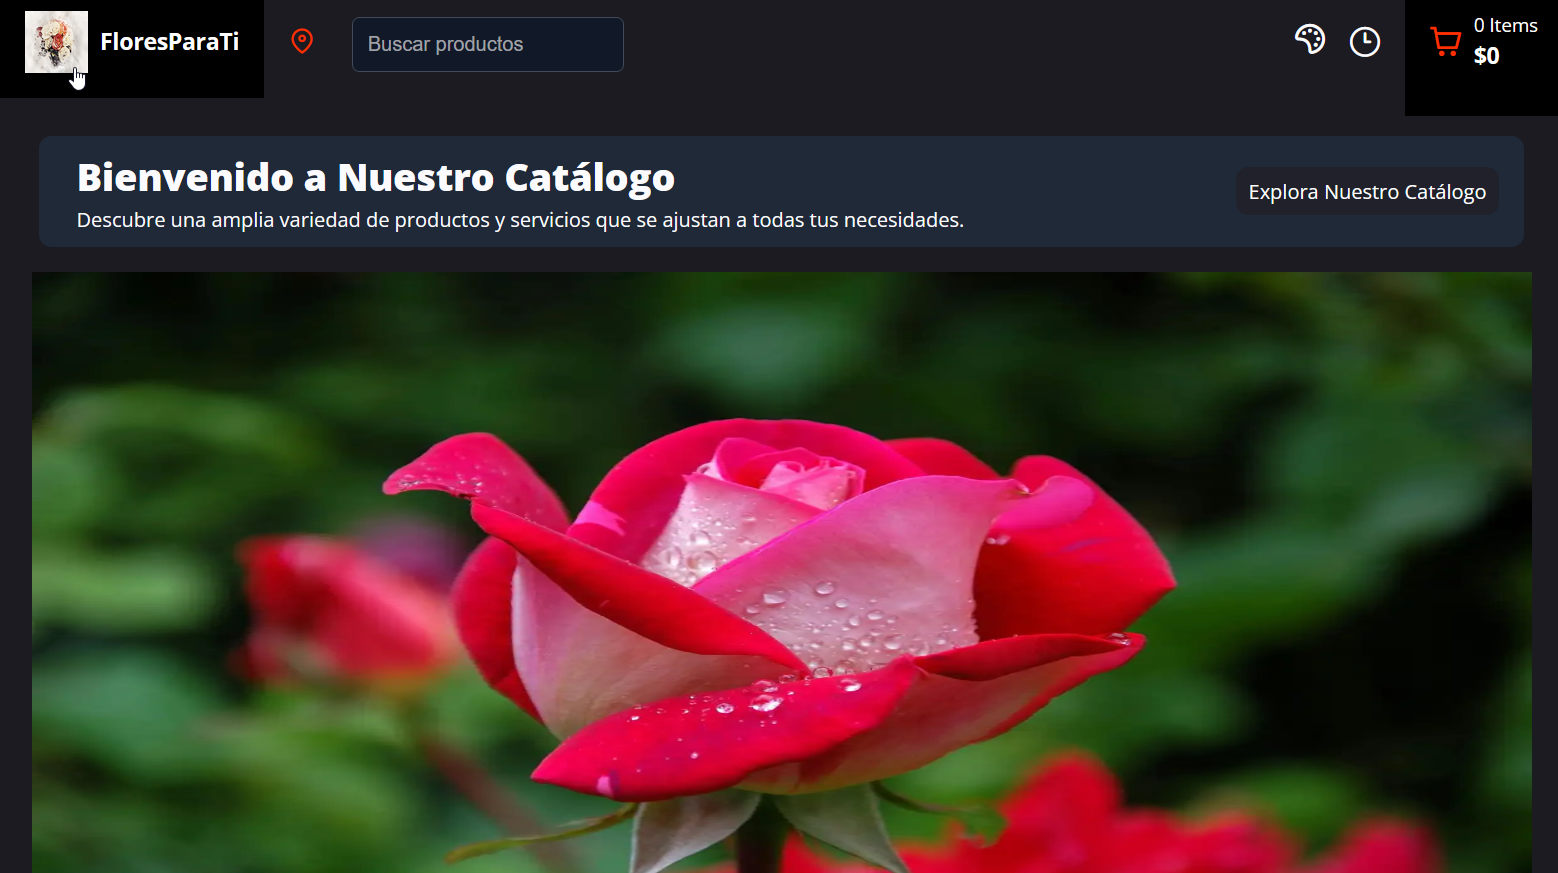 FloresParaTi
Buscar productos
0 Items
$0
Bienvenido a Nuestro Catálogo
Descubre una amplia variedad de productos y servicios que se ajustan a todas tus necesidades.
Explora Nuestro Catálogo